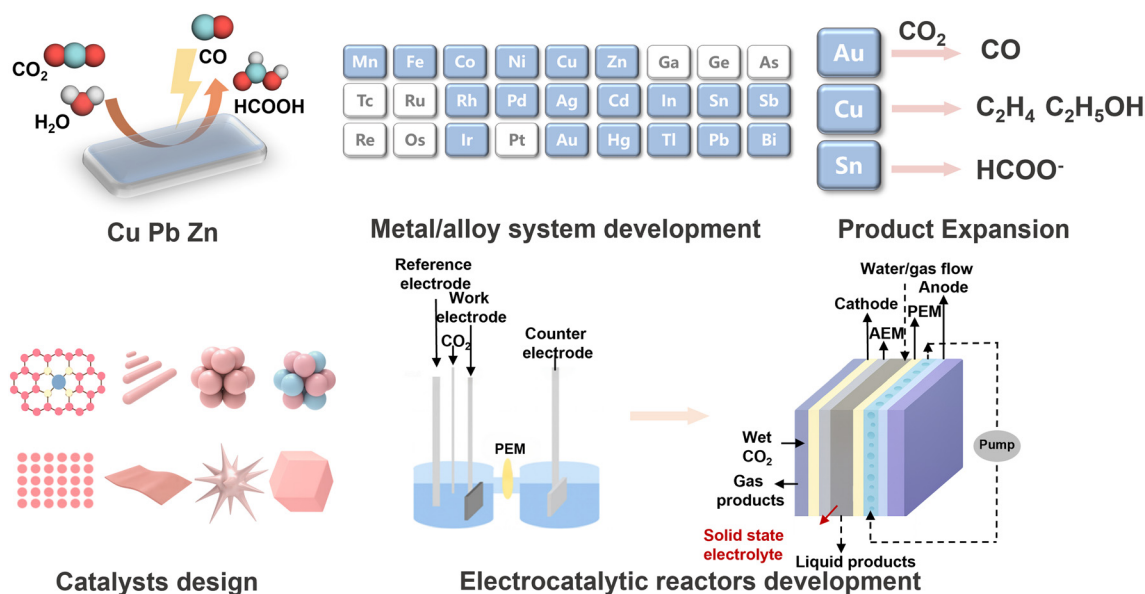 CO
CO₂
HCOOH
H₂O
Cu Pb Zn
Mn Fe Co Ni Cu Zn Ga Ge As
Tc Ru Rh Pd Ag Cd In Sn Sb
Re Os Ir Pt Au Hg Tl Pb Bi
Metal/alloy system development
Au CO₂ CO
Cu C₂H₄ C₂H₅OH
Sn HCOO⁻
Product Expansion
Catalysts design
Reference
electrode
Work
electrode
CO₂
Counter
electrode
PEM
Water/gas flow
Anode
Cathode
PEM
AEM
Wet
CO₂
Gas
products
Pump
Solid state
electrolyte
Liquid products
Electrocatalytic reactors development